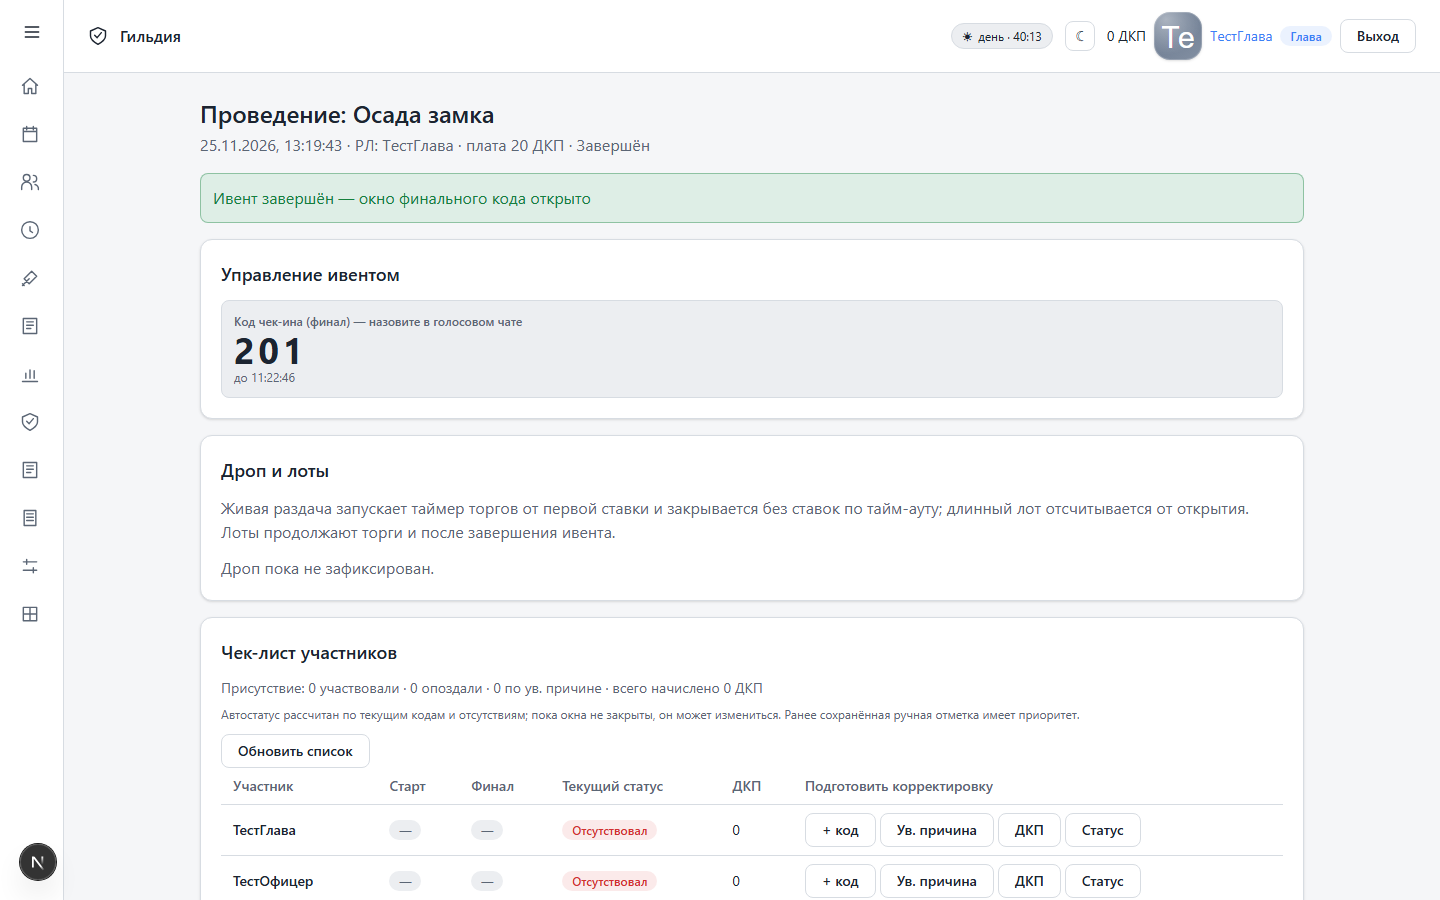 Гильдия
☀ день · 40:13
☾
0 ДКП
Te
ТестГлава
Глава
Выход
Проведение: Осада замка
25.11.2026, 13:19:43 · РЛ: ТестГлава · плата 20 ДКП · Завершён
Ивент завершён — окно финального кода открыто
Управление ивентом
Код чек-ина (финал) — назовите в голосовом чате
201
до 11:22:46
Дроп и лоты
Живая раздача запускает таймер торгов от первой ставки и закрывается без ставок по тайм-ауту; длинный лот отсчитывается от открытия.
Лоты продолжают торги и после завершения ивента.
Дроп пока не зафиксирован.
Чек-лист участников
Присутствие: 0 участвовали · 0 опоздали · 0 по ув. причине · всего начислено 0 ДКП
Автостатус рассчитан по текущим кодам и отсутствиям; пока окна не закрыты, он может измениться. Ранее сохранённая ручная отметка имеет приоритет.
Обновить список
Участник Старт Финал Текущий статус ДКП Подготовить корректировку
ТестГлава — — Отсутствовал 0 + код Ув. причина ДКП Статус
ТестОфицер — — Отсутствовал 0 + код Ув. причина ДКП Статус
N